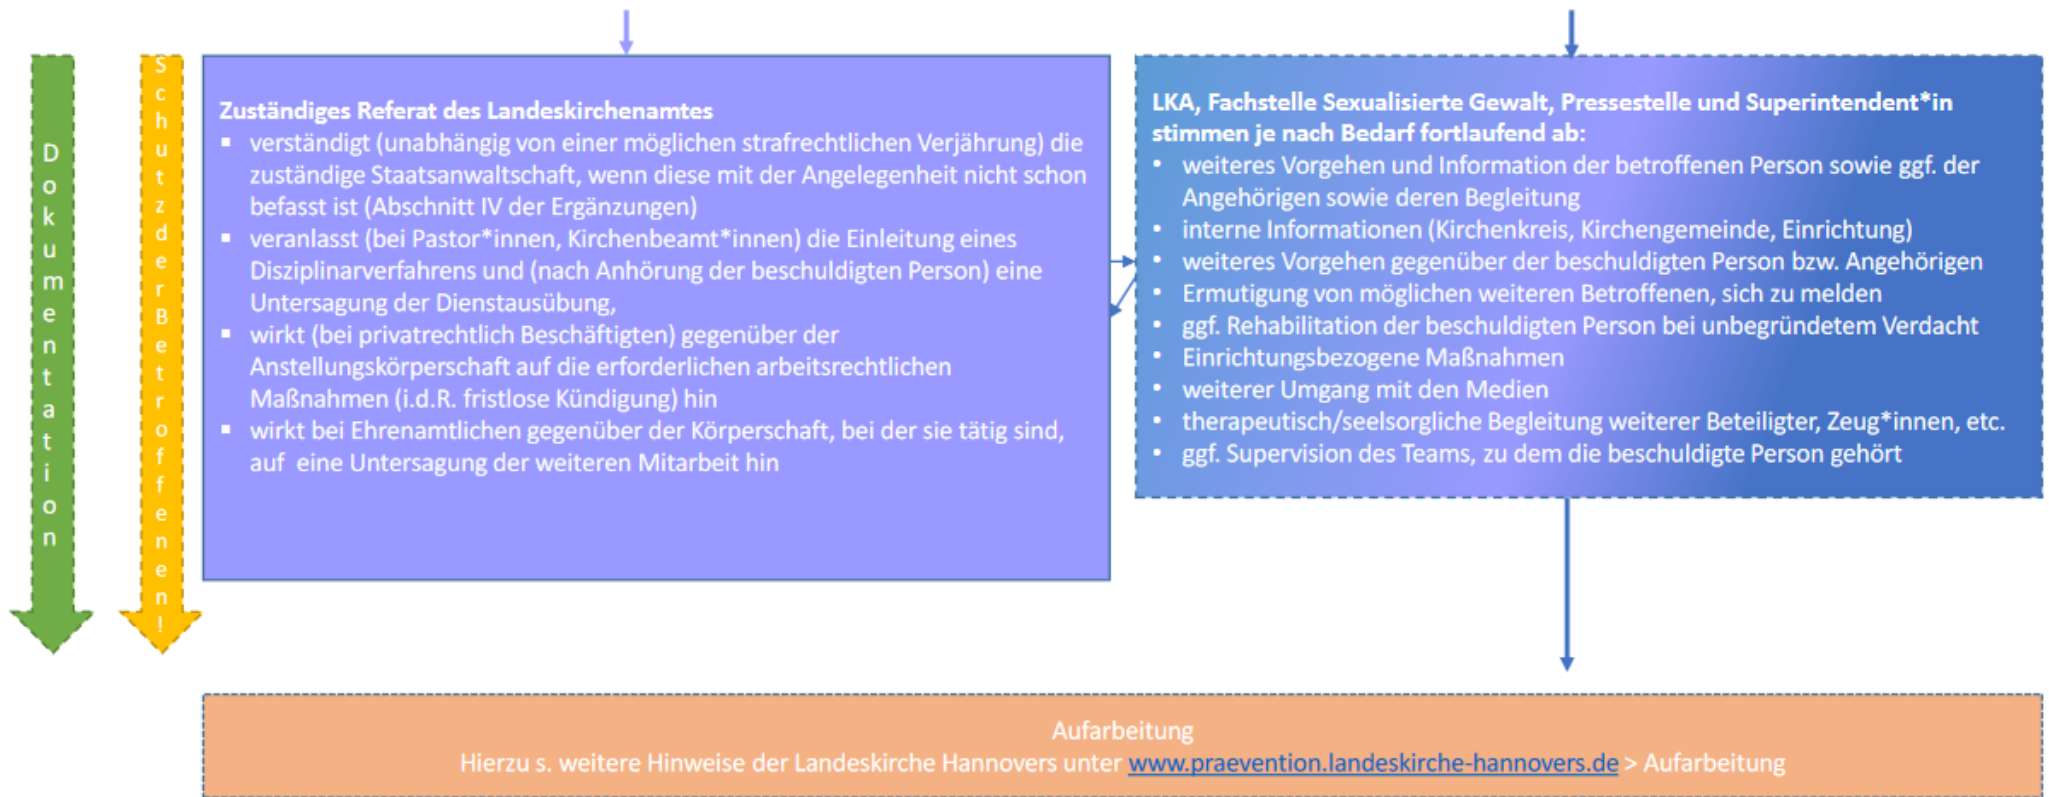 Dokumentation
Schutz der Betroffenen!
Zuständiges Referat des Landeskirchenamtes
▪ verständigt (unabhängig von einer möglichen strafrechtlichen Verjährung) die
zuständige Staatsanwaltschaft, wenn diese mit der Angelegenheit nicht schon
befasst ist (Abschnitt IV der Ergänzungen)
▪ veranlasst (bei Pastor*innen, Kirchenbeamt*innen) die Einleitung eines
Disziplinarverfahrens und (nach Anhörung der beschuldigten Person) eine
Untersagung der Dienstausübung,
▪ wirkt (bei privatrechtlich Beschäftigten) gegenüber der
Anstellungskörperschaft auf die erforderlichen arbeitsrechtlichen
Maßnahmen (i.d.R. fristlose Kündigung) hin
▪ wirkt bei Ehrenamtlichen gegenüber der Körperschaft, bei der sie tätig sind,
auf eine Untersagung der weiteren Mitarbeit hin
LKA, Fachstelle Sexualisierte Gewalt, Pressestelle und Superintendent*in
stimmen je nach Bedarf fortlaufend ab:
• weiteres Vorgehen und Information der betroffenen Person sowie ggf. der
Angehörigen sowie deren Begleitung
• interne Informationen (Kirchenkreis, Kirchengemeinde, Einrichtung)
• weiteres Vorgehen gegenüber der beschuldigten Person bzw. Angehörigen
• Ermutigung von möglichen weiteren Betroffenen, sich zu melden
• ggf. Rehabilitation der beschuldigten Person bei unbegründetem Verdacht
• Einrichtungsbezogene Maßnahmen
• weiterer Umgang mit den Medien
• therapeutisch/seelsorgliche Begleitung weiterer Beteiligter, Zeug*innen, etc.
• ggf. Supervision des Teams, zu dem die beschuldigte Person gehört
Aufarbeitung
Hierzu s. weitere Hinweise der Landeskirche Hannovers unter www.praevention.landeskirche-hannovers.de > Aufarbeitung